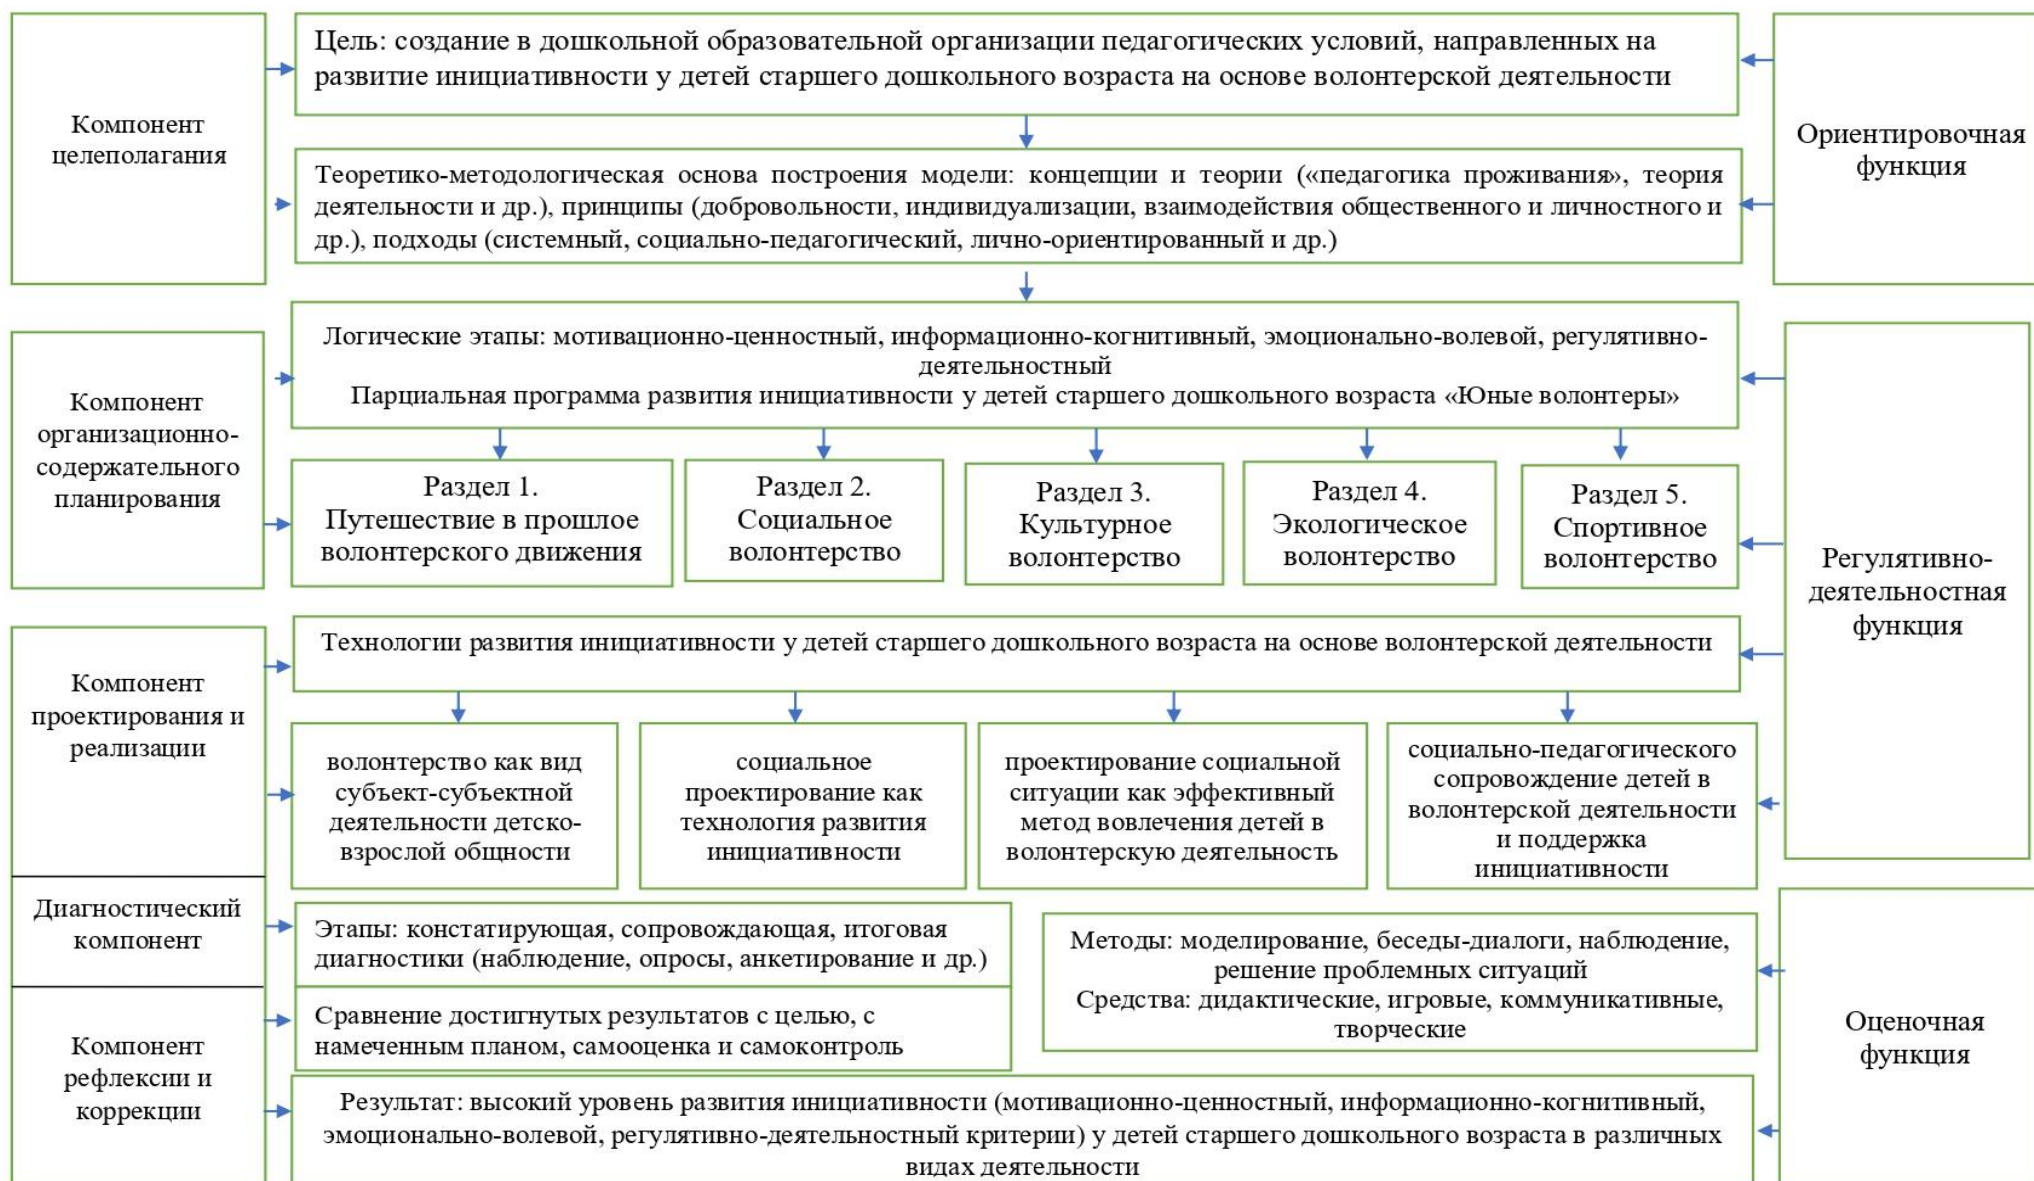 Компонент
целеполагания
Цель: создание в дошкольной образовательной организации педагогических условий, направленных на
развитие инициативности у детей старшего дошкольного возраста на основе волонтерской деятельности
Теоретико-методологическая основа построения модели: концепции и теории («педагогика проживания», теория
деятельности и др.), принципы (добровольности, индивидуализации, взаимодействия общественного и личностного и
др.), подходы (системный, социально-педагогический, лично-ориентированный и др.)
Ориентировочная
функция
Компонент
организационно-
содержательного
планирования
Логические этапы: мотивационно-ценностный, информационно-когнитивный, эмоционально-волевой, регулятивно-
деятельностный
Парциальная программа развития инициативности у детей старшего дошкольного возраста «Юные волонтеры»
Раздел 1.
Путешествие в прошлое
волонтерского движения
Раздел 2.
Социальное
волонтерство
Раздел 3.
Культурное
волонтерство
Раздел 4.
Экологическое
волонтерство
Раздел 5.
Спортивное
волонтерство
Регулятивно-
деятельностная
функция
Компонент
проектирования и
реализации
Технологии развития инициативности у детей старшего дошкольного возраста на основе волонтерской деятельности
волонтерство как вид
субъект-субъектной
деятельности детско-
взрослой общности
социальное
проектирование как
технология развития
инициативности
проектирование социальной
ситуации как эффективный
метод вовлечения детей в
волонтерскую деятельность
социально-педагогического
сопровождение детей в
волонтерской деятельности
и поддержка
инициативности
Диагностический
компонент
Этапы: констатирующая, сопровождающая, итоговая
диагностики (наблюдение, опросы, анкетирование и др.)
Методы: моделирование, беседы-диалоги, наблюдение,
решение проблемных ситуаций
Средства: дидактические, игровые, коммуникативные,
творческие
Оценочная
функция
Компонент
рефлексии и
коррекции
Сравнение достигнутых результатов с целью, с
намеченным планом, самооценка и самоконтроль
Результат: высокий уровень развития инициативности (мотивационно-ценностный, информационно-когнитивный,
эмоционально-волевой, регулятивно-деятельностный критерии) у детей старшего дошкольного возраста в различных
видах деятельности